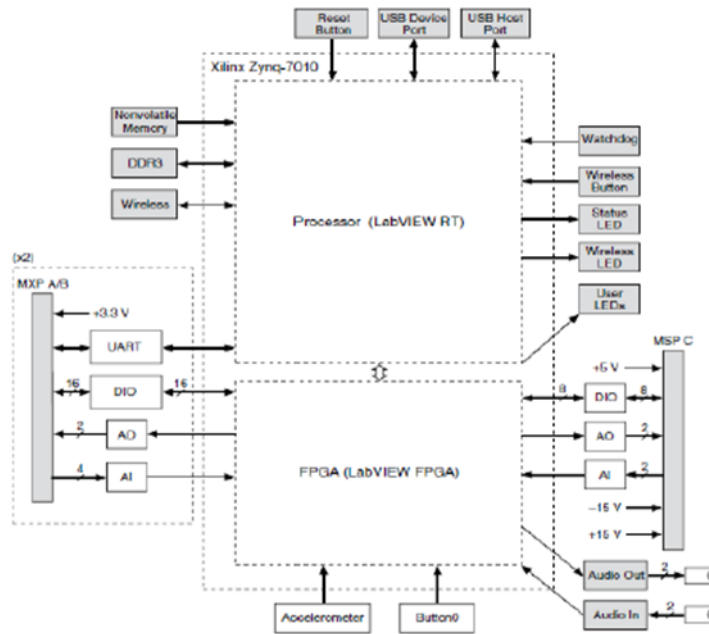 Reset
Button
USB Device
Port
USB Host
Port
Xilinx Zynq-7010
Nonvolatile
Memory
DDR3
Wireless
Processor (LabVIEW RT)
Watchdog
Wireless
Button
Status
LED
Wireless
LED
User
LEDs
(x2)
MXP A/B
+3.3 V
UART
16
DIO
16
2
AO
4
AI
FPGA (LabVIEW FPGA)
MSP C
+5 V
8
DIO
8
AO
2
AI
2
–15 V
+15 V
Audio Out
2
Audio In
2
Accelerometer
Button0